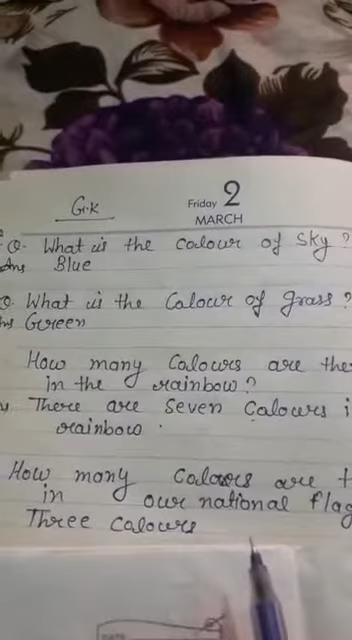 G.K
Friday 2
MARCH
Q. What is the colour of Sky ?
Ans Blue
Q. What is the Colour of grass ?
Ans Green
How many Colours are the
in the rainbow ?
There are Seven Colours i
rainbow .
How many Colours are t
in our national flag
Three Colours